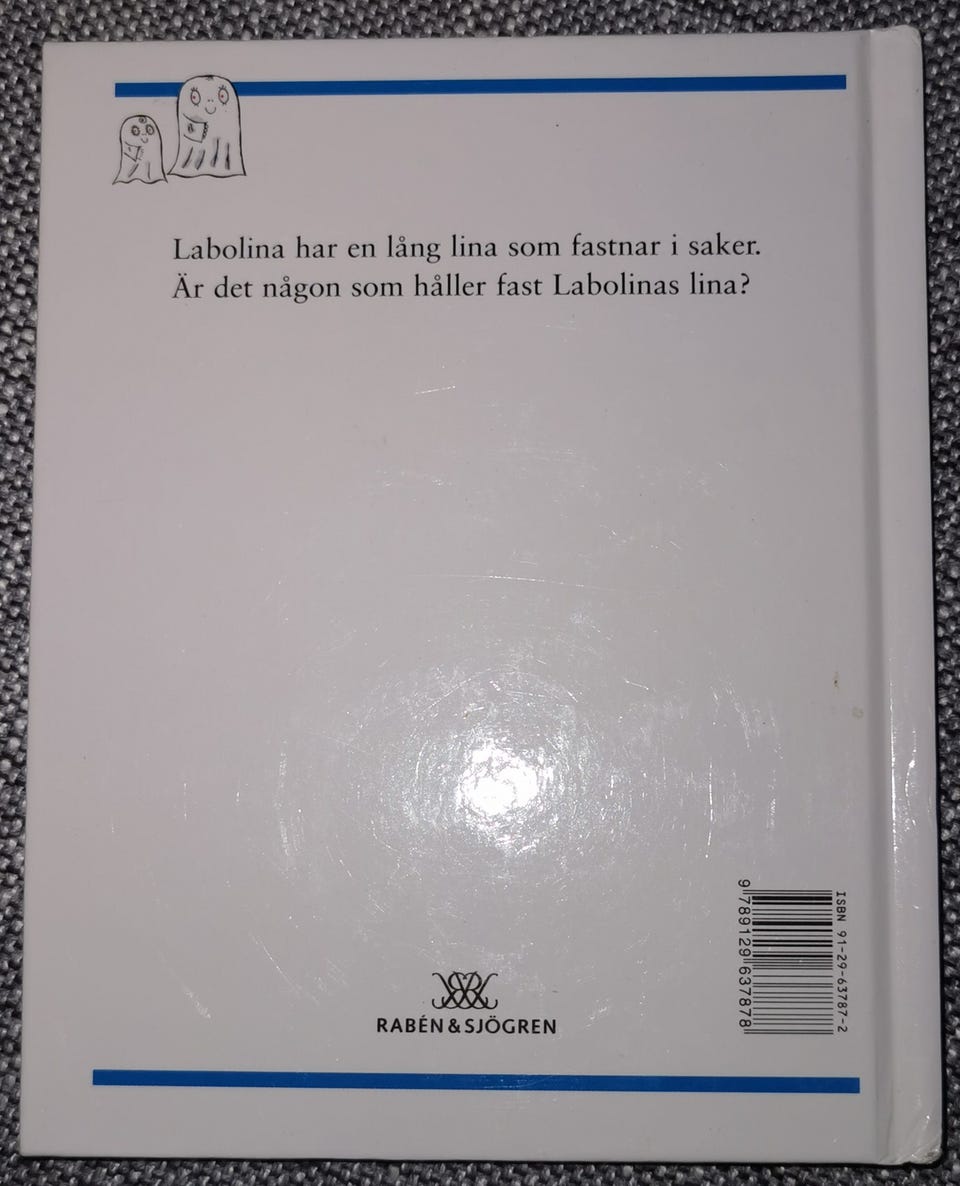 Labolina har en lång lina som fastnar i saker.
Är det någon som håller fast Labolinas lina?
ISBN 91-29-63787-2
9789129637878
RABÉN & SJÖGREN